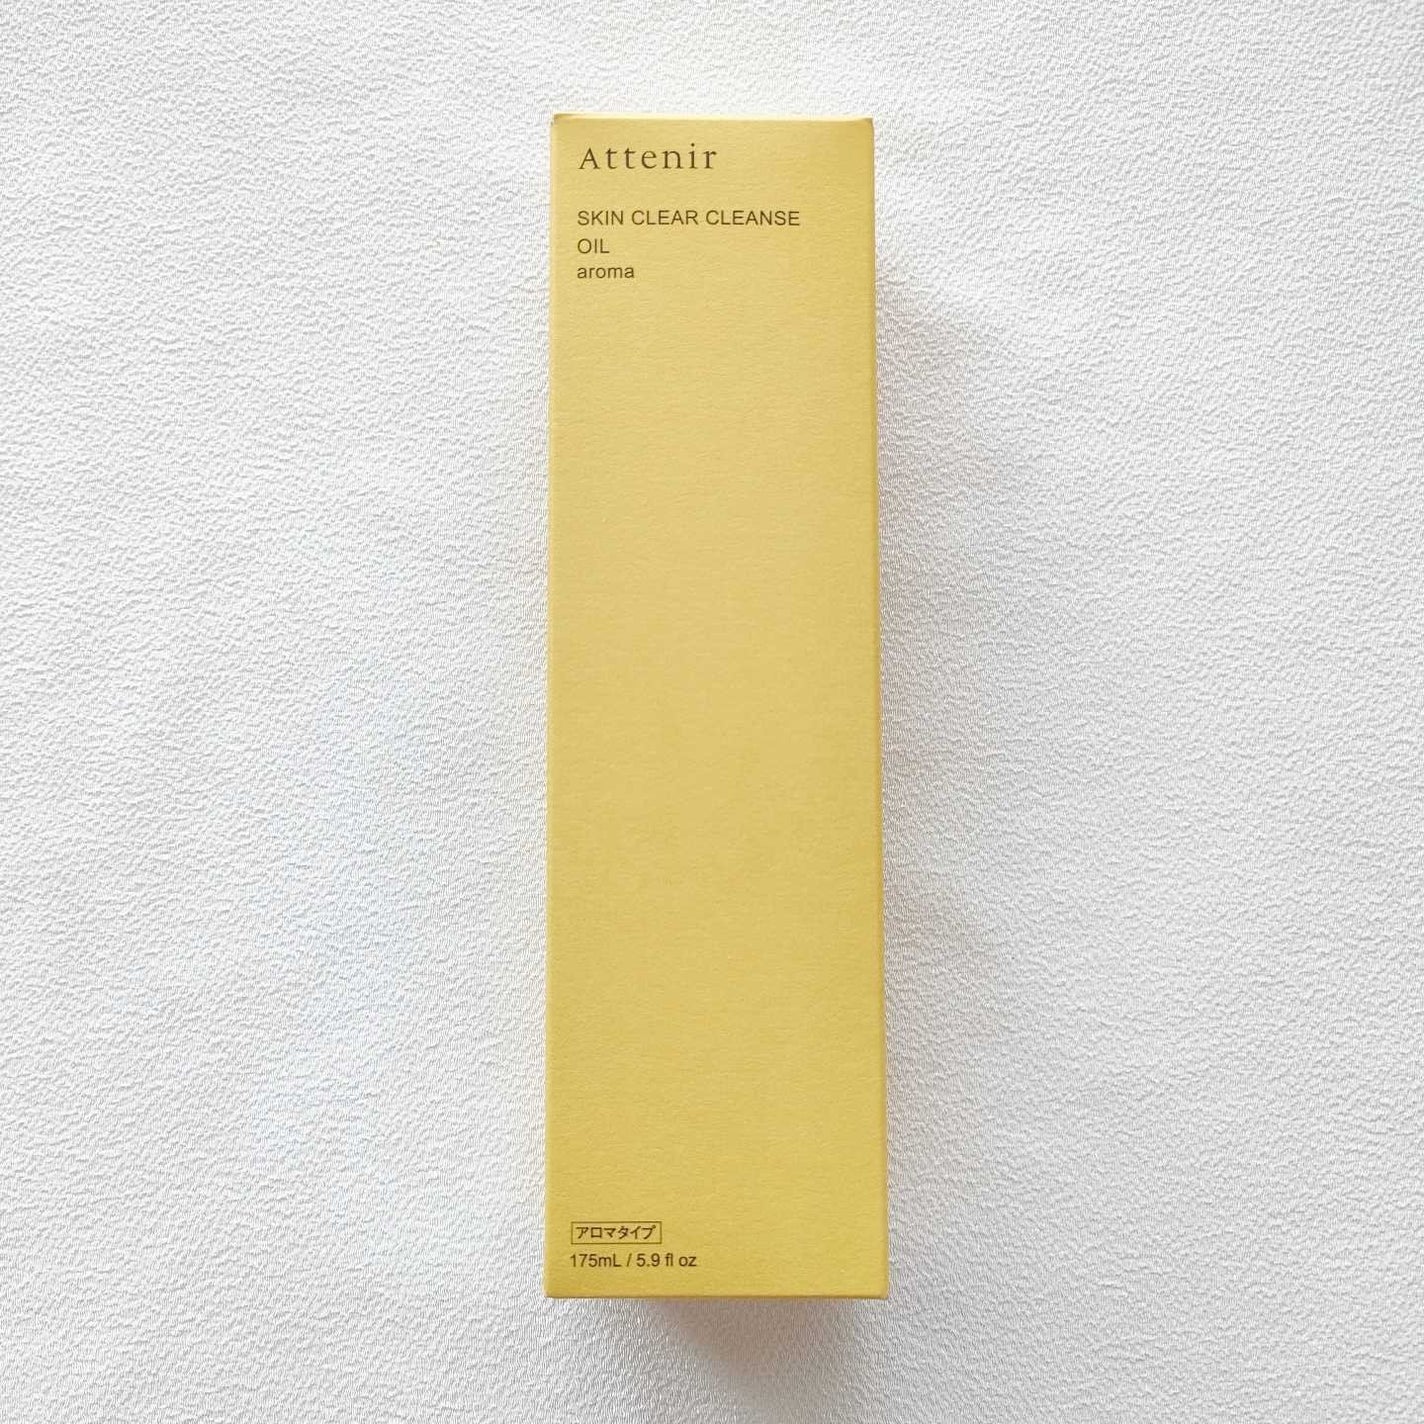 Attenir
SKIN CLEAR CLEANSE
OIL
aroma
アロマタイプ
175mL / 5.9 fl oz